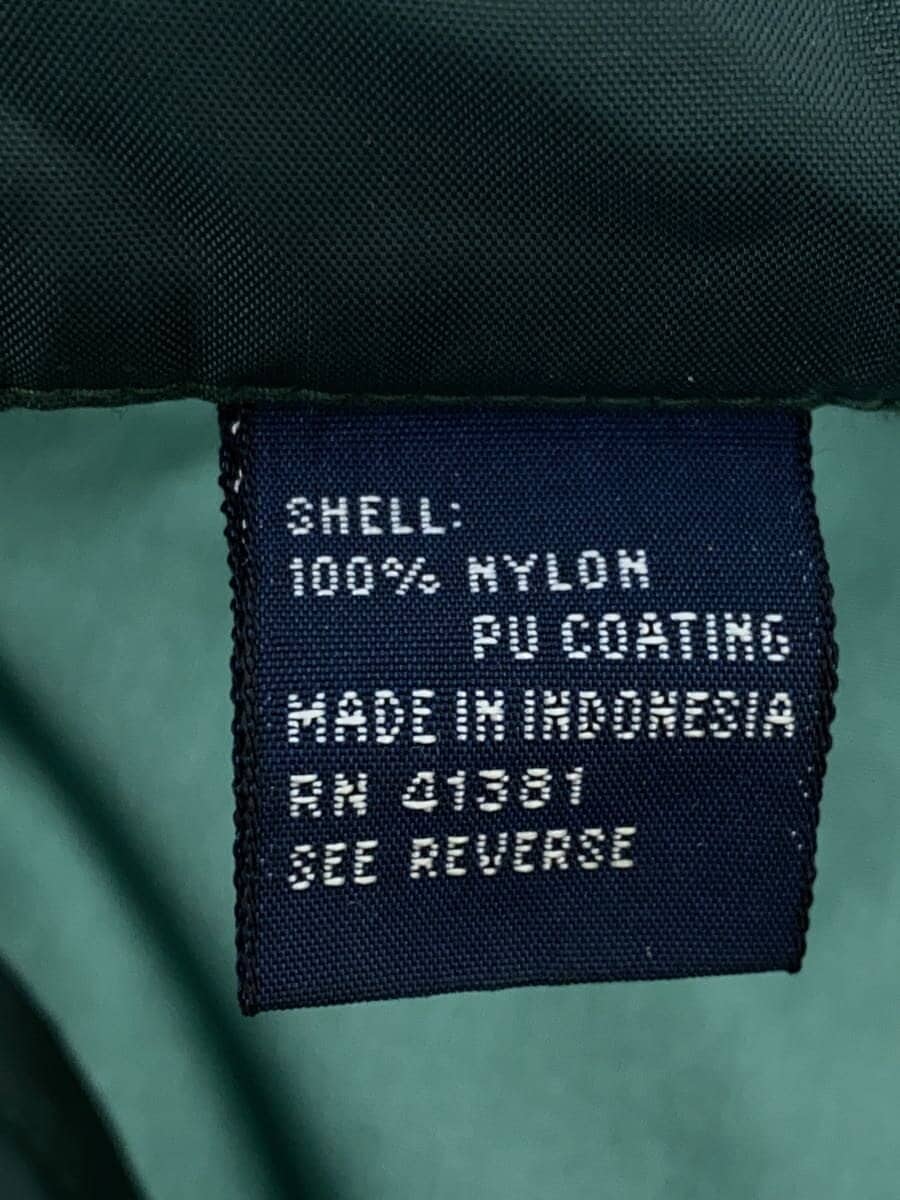 SHELL:
100% NYLON
PU COATING
MADE IN INDONESIA
RN 41381
SEE REVERSE